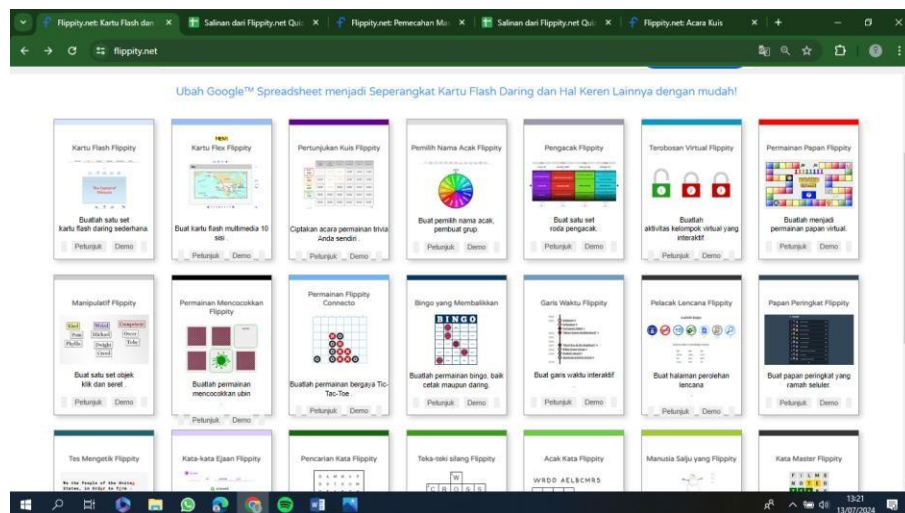 Flippity.net: Kartu Flash dan
Salinan dari Flippity.net Qui
Flippity.net: Pemecahan Ma
Salinan dari Flippity.net Qui
Flippity.net: Acara Kuis
flippity.net
Ubah Google™ Spreadsheet menjadi Seperangkat Kartu Flash Daring dan Hal Keren Lainnya dengan mudah!
Kartu Flash Flippity
Buatlah satu set
kartu flash daring sederhana.
Petunjuk Demo
Kartu Flex Flippity
Buat kartu flash multimedia 10
sisi .
Petunjuk Demo
Pertunjukan Kuis Flippity
Ciptakan acara permainan trivia
Anda sendiri .
Petunjuk Demo
Pemilih Nama Acak Flippity
Buat pemilih nama acak,
pembuat grup.
Petunjuk Demo
Pengacak Flippity
Buat satu set
roda pengacak.
Petunjuk Demo
Terobosan Virtual Flippity
Buatlah
aktivitas kelompok virtual yang
interaktif .
Petunjuk Demo
Permainan Papan Flippity
Buatlah menjadi
permainan papan virtual.
Petunjuk Demo
Manipulatif Flippity
Buat satu set objek
klik dan seret .
Petunjuk Demo
Permainan Mencocokkan
Flippity
Buatlah permainan
mencocokkan ubin
Petunjuk Demo
Permainan Flippity
Connecto
Buatlah permainan bergaya Tic-
Tac-Toe .
Petunjuk Demo
Bingo yang Membalikkan
BINGO
Buatlah permainan bingo, baik
cetak maupun daring.
Petunjuk Demo
Garis Waktu Flippity
Buat garis waktu interaktif
Petunjuk Demo
Pelacak Lencana Flippity
Buat halaman perolehan
lencana
Petunjuk Demo
Papan Peringkat Flippity
Buat papan peringkat yang
ramah seluler.
Petunjuk Demo
Tes Mengetik Flippity
Kata-kata Ejaan Flippity
Pencarian Kata Flippity
Teka-teki silang Flippity
Acak Kata Flippity
WRDO AELBCMRS
Manusia Salju yang Flippity
Kata Master Flippity
13:21
13/07/2024